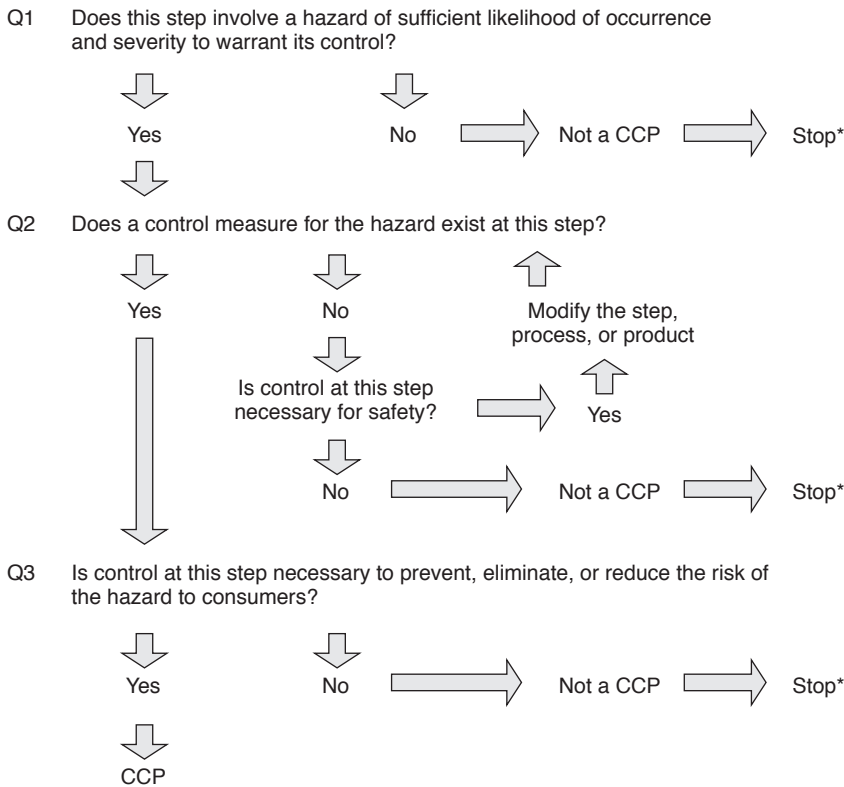 Q1 Does this step involve a hazard of sufficient likelihood of occurrence
and severity to warrant its control?
Yes No Not a CCP Stop*
Q2 Does a control measure for the hazard exist at this step?
Yes No Modify the step,
process, or product
Is control at this step
necessary for safety? Yes
No Not a CCP Stop*
Q3 Is control at this step necessary to prevent, eliminate, or reduce the risk of
the hazard to consumers?
Yes No Not a CCP Stop*
CCP